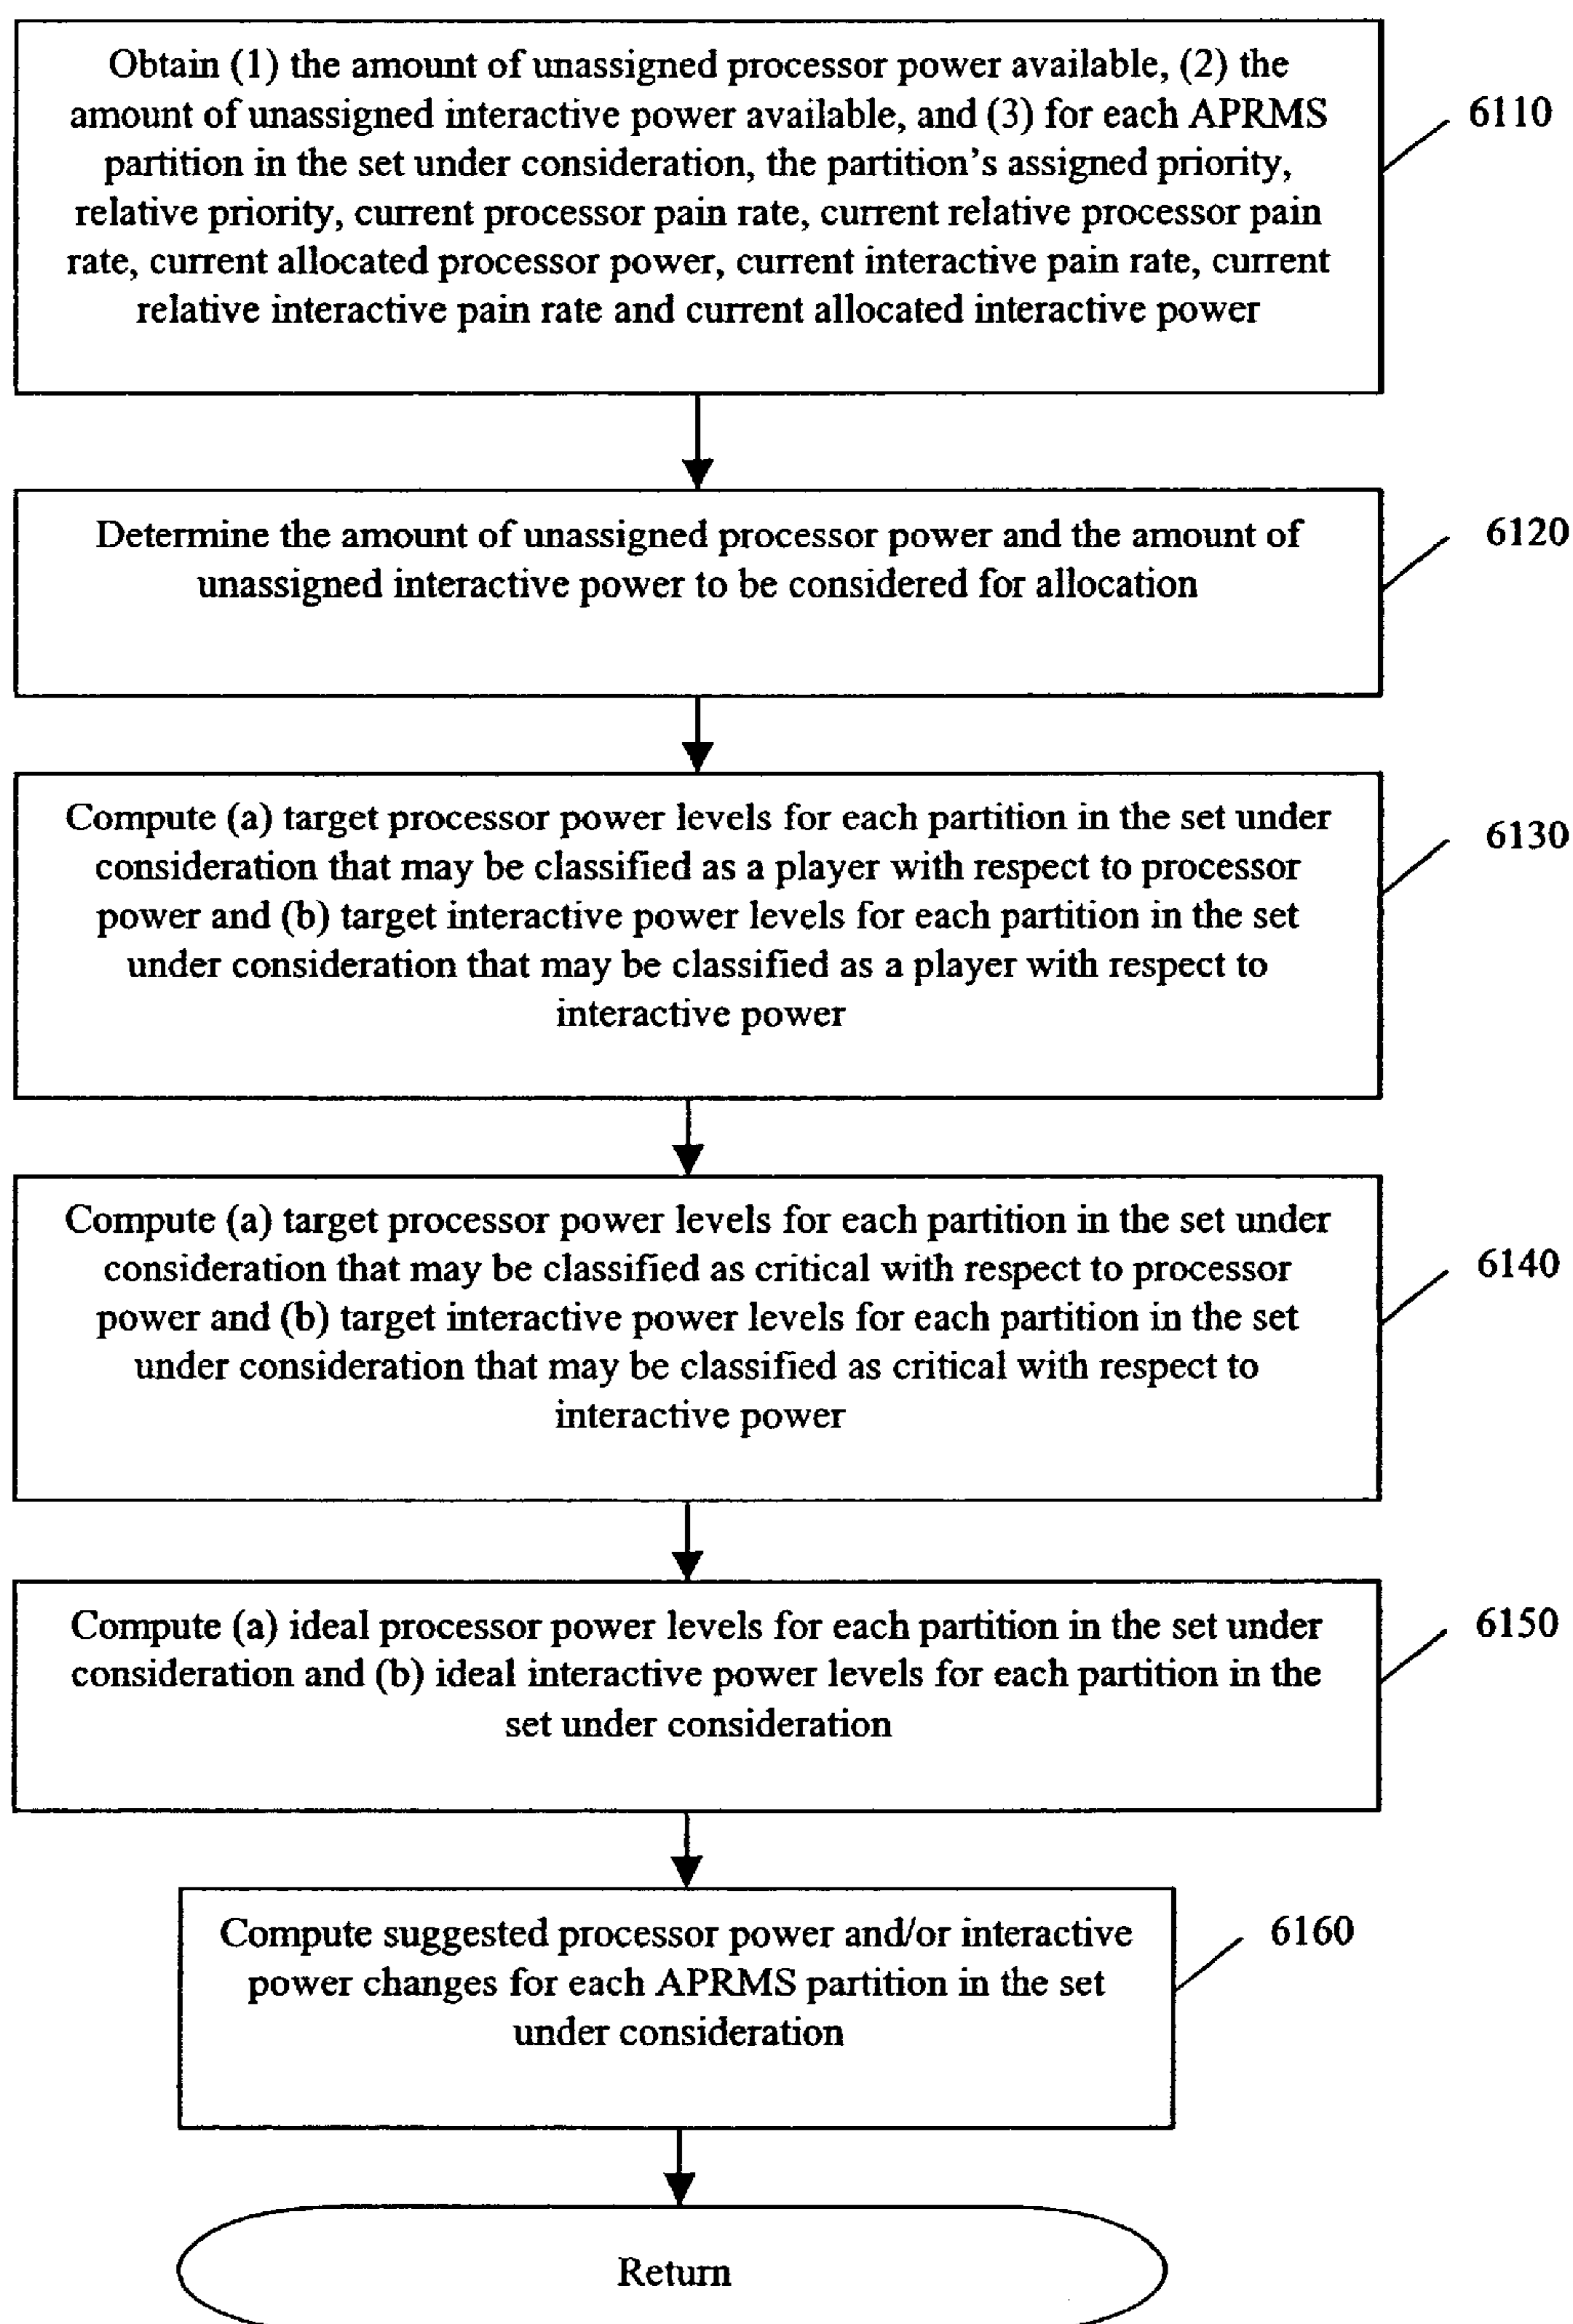 Obtain (1) the amount of unassigned processor power available, (2) the
amount of unassigned interactive power available, and (3) for each APRMS
partition in the set under consideration, the partition's assigned priority,
relative priority, current processor pain rate, current relative processor pain
rate, current allocated processor power, current interactive pain rate, current
relative interactive pain rate and current allocated interactive power
6110
Determine the amount of unassigned processor power and the amount of
unassigned interactive power to be considered for allocation
6120
Compute (a) target processor power levels for each partition in the set under
consideration that may be classified as a player with respect to processor
power and (b) target interactive power levels for each partition in the set
under consideration that may be classified as a player with respect to
interactive power
6130
Compute (a) target processor power levels for each partition in the set under
consideration that may be classified as critical with respect to processor
power and (b) target interactive power levels for each partition in the set
under consideration that may be classified as critical with respect to
interactive power
6140
Compute (a) ideal processor power levels for each partition in the set under
consideration and (b) ideal interactive power levels for each partition in the
set under consideration
6150
Compute suggested processor power and/or interactive
power changes for each APRMS partition in the set
under consideration
6160
Return